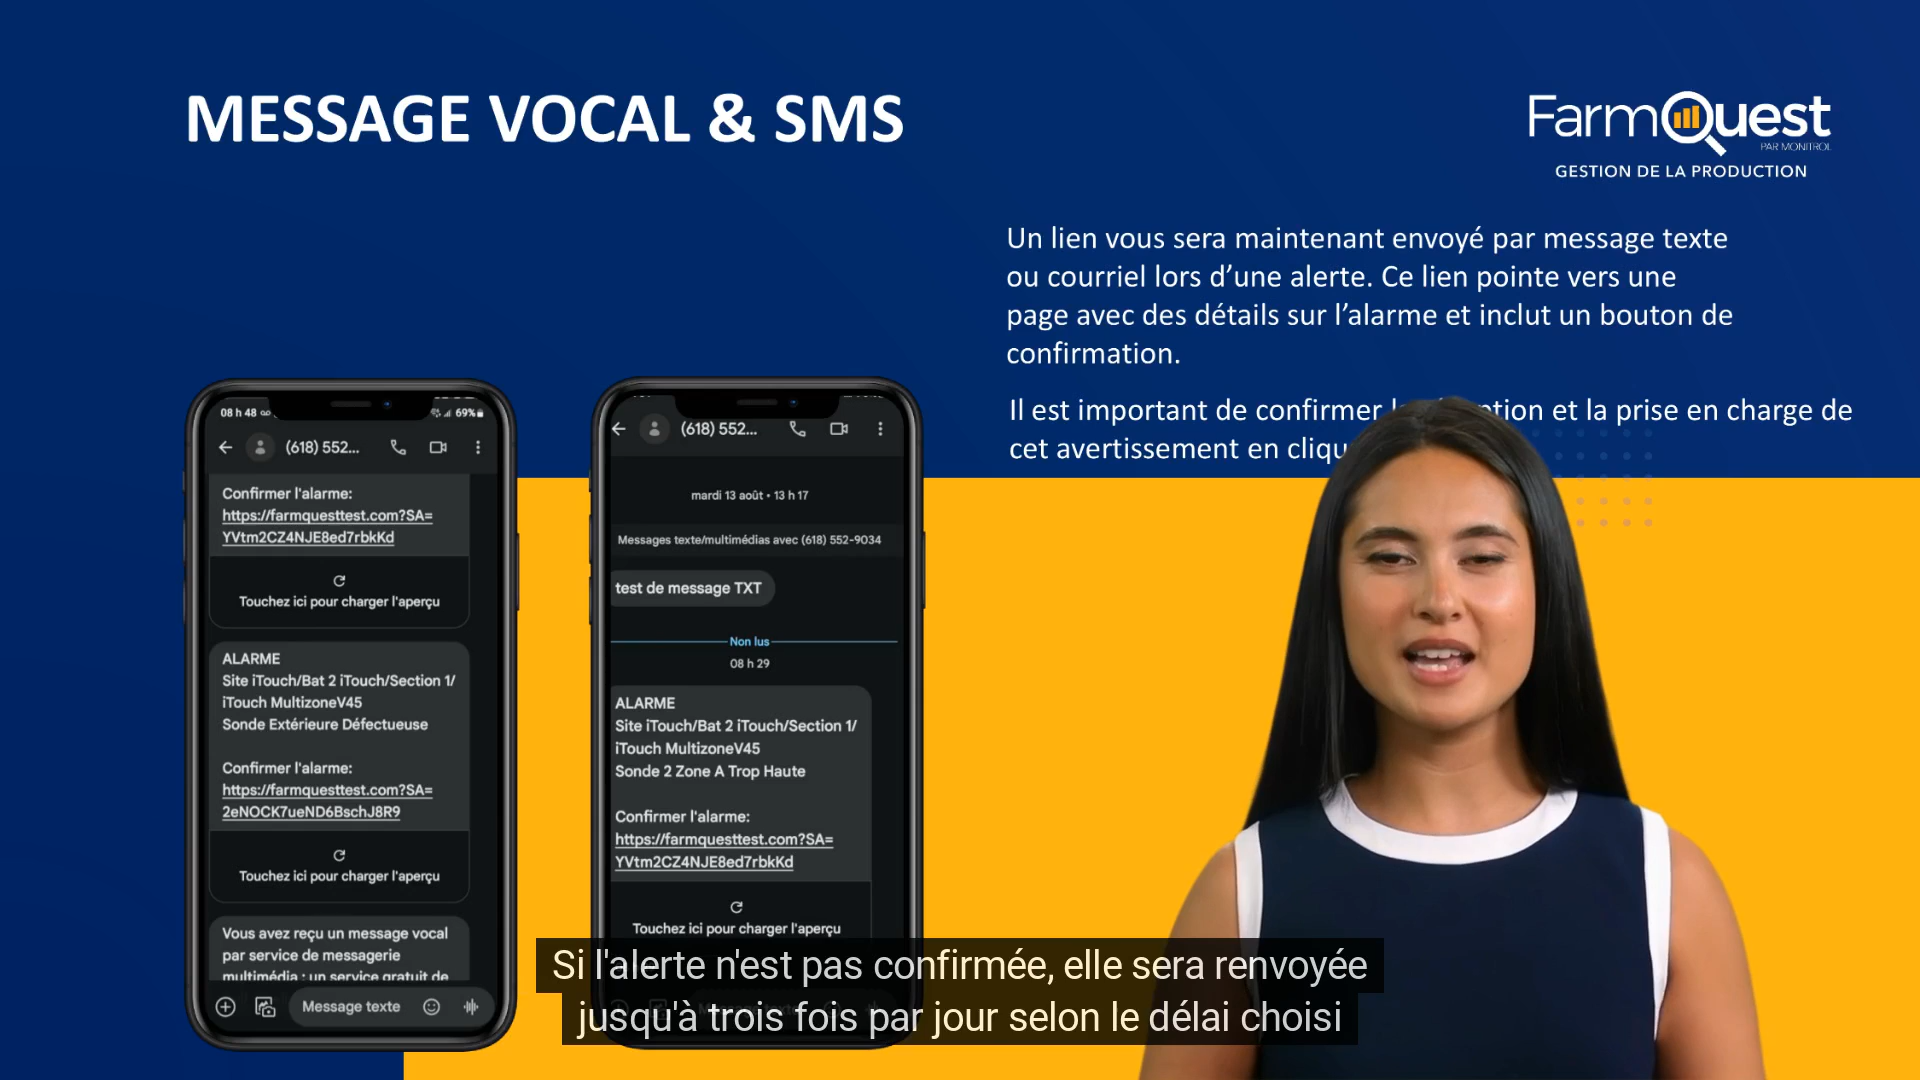 MESSAGE VOCAL & SMS
FarmQuest
PAR MONITROL
GESTION DE LA PRODUCTION
Un lien vous sera maintenant envoyé par message texte
ou courriel lors d’une alerte. Ce lien pointe vers une
page avec des détails sur l’alarme et inclut un bouton de
confirmation.
Il est important de confirmer et la prise en charge de
cet avertissement en
08 h 48
69%
(618) 552...
Confirmer l'alarme:
https://farmquesttest.com?SA=
YVtm2CZ4NJE8ed7rbkKd
Touchez ici pour charger l'aperçu
ALARME
Site iTouch/Bat 2 iTouch/Section 1/
iTouch MultizoneV45
Sonde Extérieure Défectueuse
Confirmer l'alarme:
https://farmquesttest.com?SA=
2eNOCK7ueND6BschJ8R9
Touchez ici pour charger l'aperçu
Vous avez reçu un message vocal
par service de messagerie
multimédia : un service gratuit de
Message texte
(618) 552...
mardi 13 août • 13 h 17
Messages texte/multimédias avec (618) 552-9034
test de message TXT
Non lus
08 h 29
ALARME
Site iTouch/Bat 2 iTouch/Section 1/
iTouch MultizoneV45
Sonde 2 Zone A Trop Haute
Confirmer l'alarme:
https://farmquesttest.com?SA=
YVtm2CZ4NJE8ed7rbkKd
Touchez ici pour charger l'aperçu
Si l'alerte n'est pas confirmée, elle sera renvoyée
jusqu'à trois fois par jour selon le délai choisi